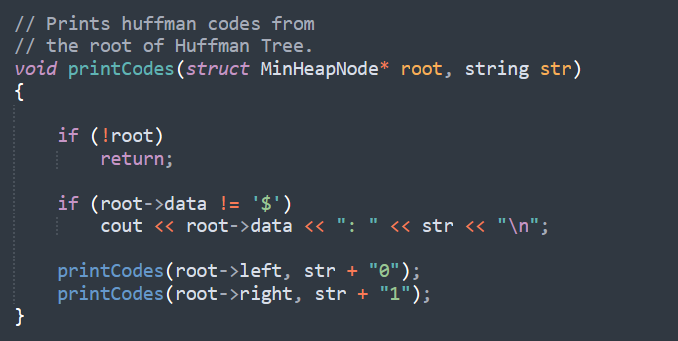 // Prints huffman codes from
// the root of Huffman Tree.
void printCodes(struct MinHeapNode* root, string str)
{
    if (!root)
        return;
    if (root->data != '$')
        cout << root->data << ": " << str << "\n";
    printCodes(root->left, str + "0");
    printCodes(root->right, str + "1");
}